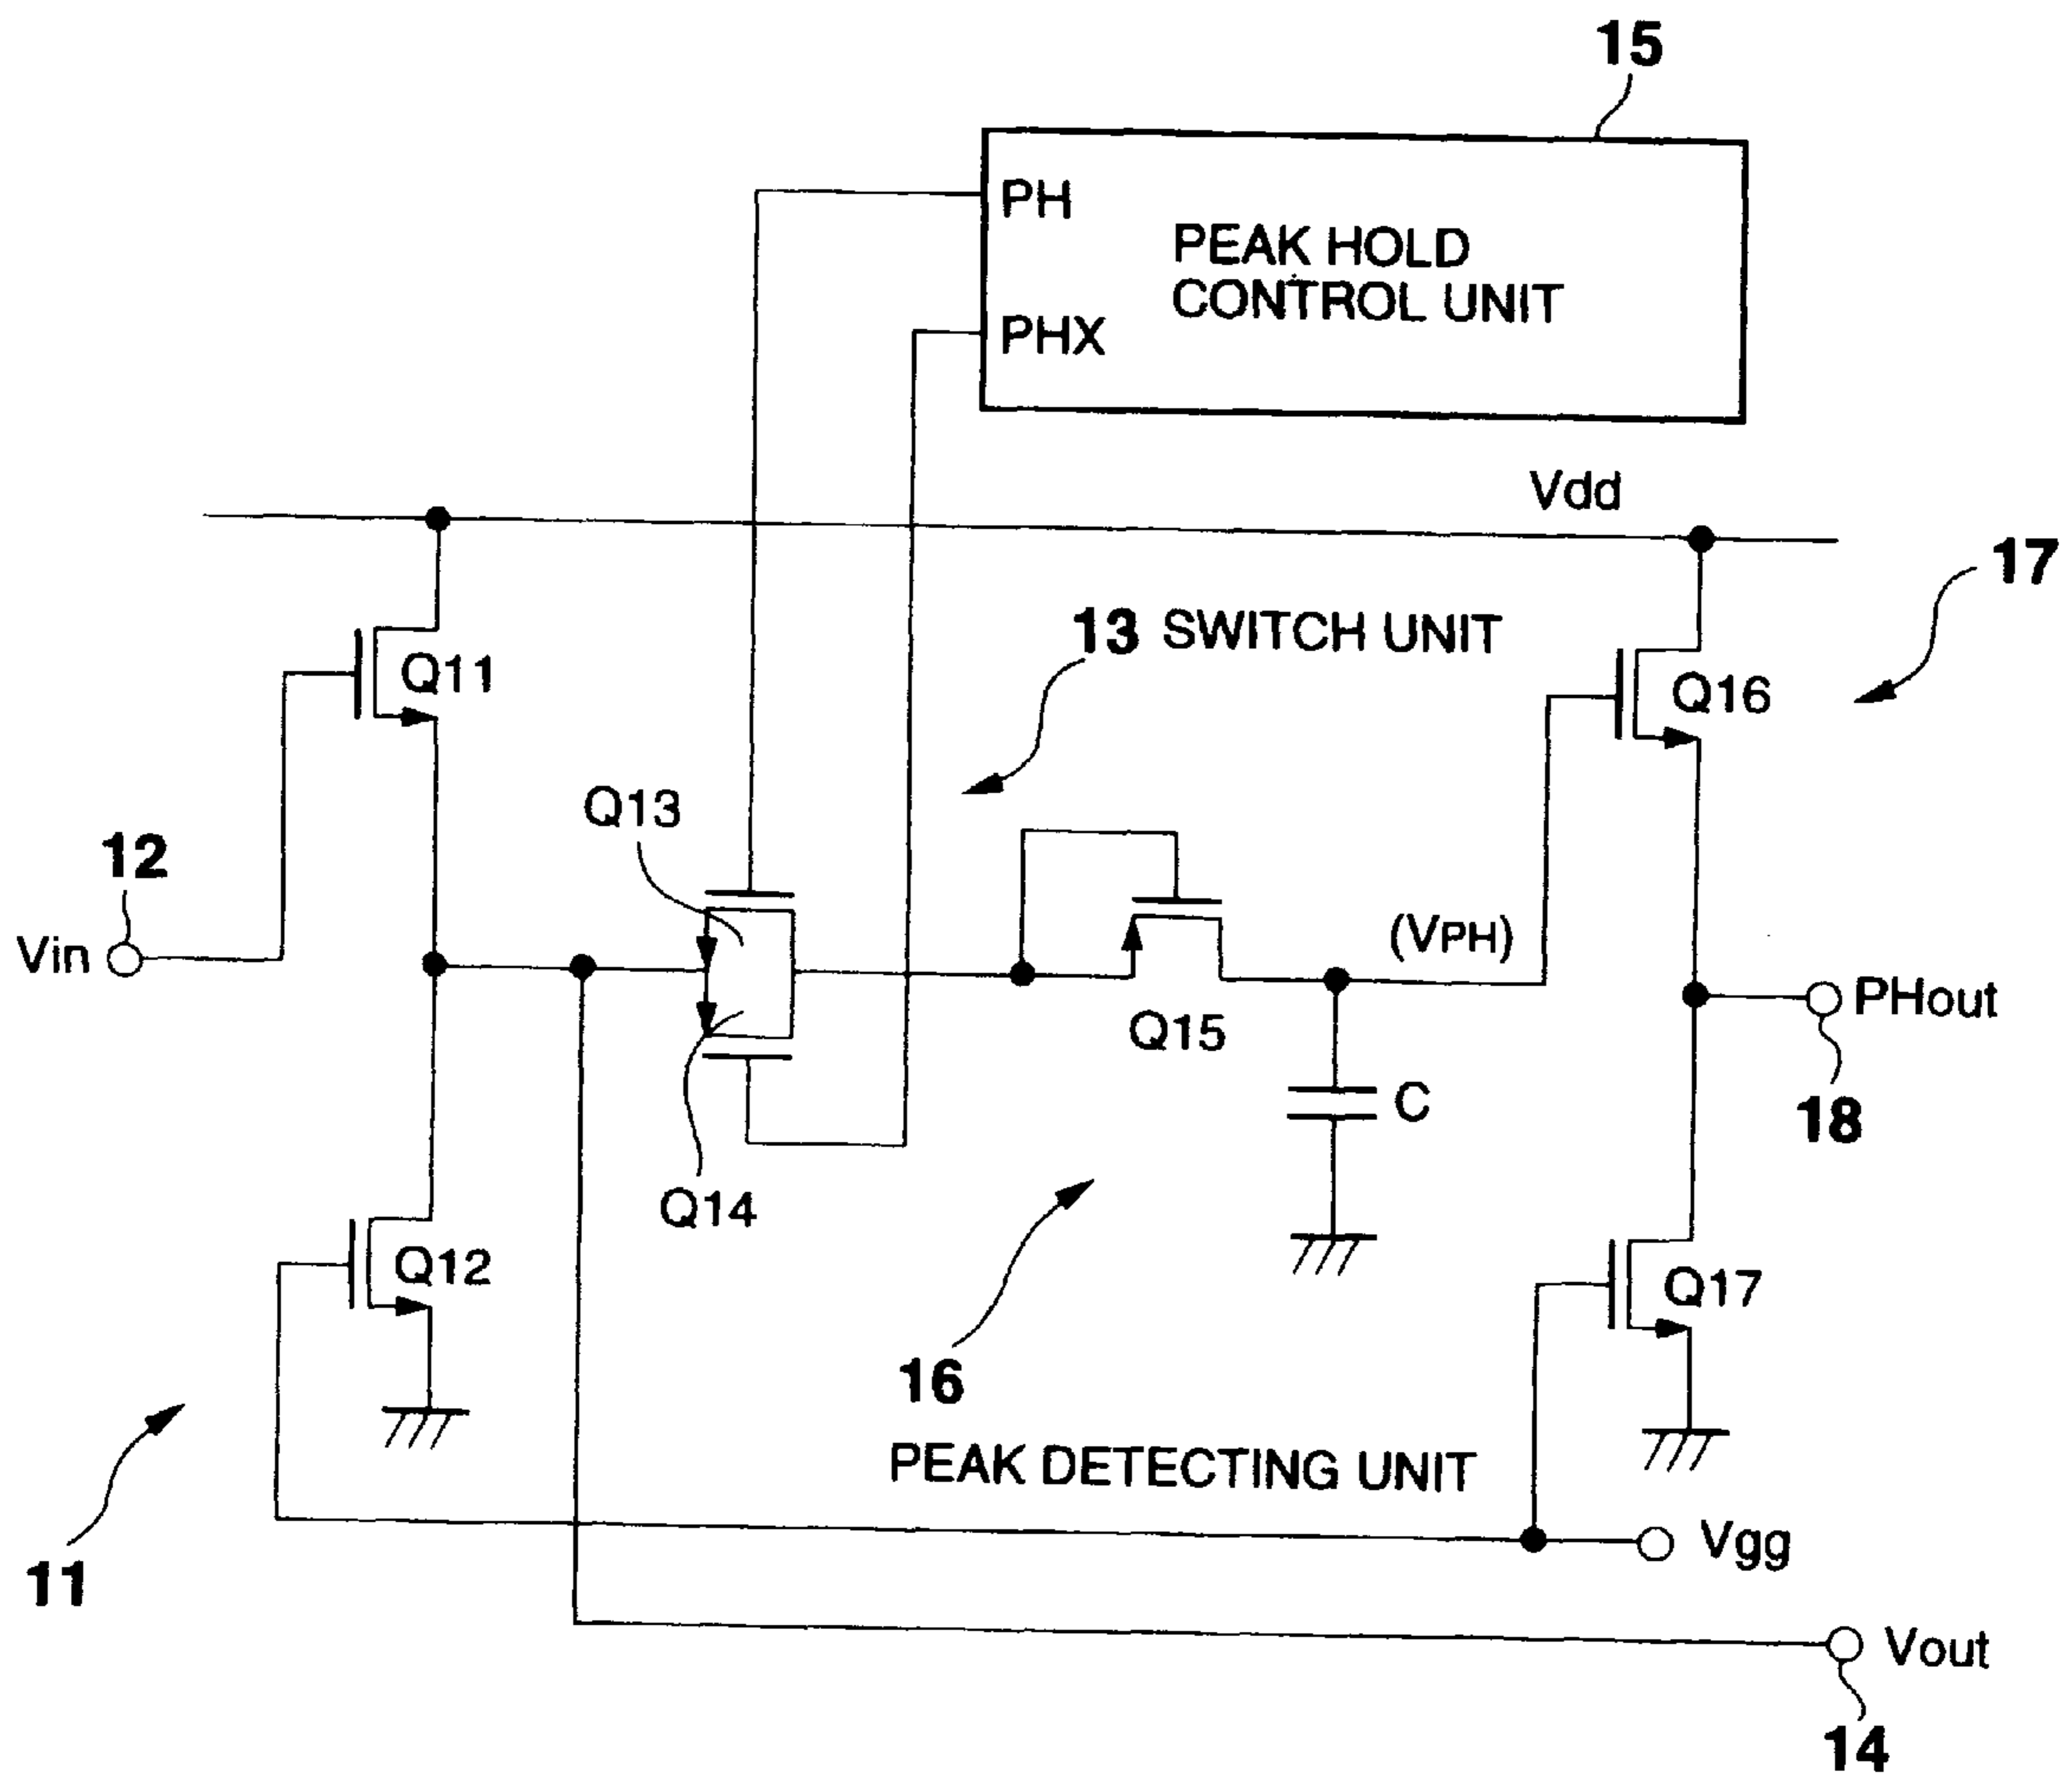 15
PH
PEAK HOLD
CONTROL UNIT
PHX
Vdd
17
13 SWITCH UNIT
Q11
Q16
Q13
12
Vin
(VPH)
PHout
Q15
C
18
Q14
Q12
Q17
16
PEAK DETECTING UNIT
Vgg
11
Vout
14